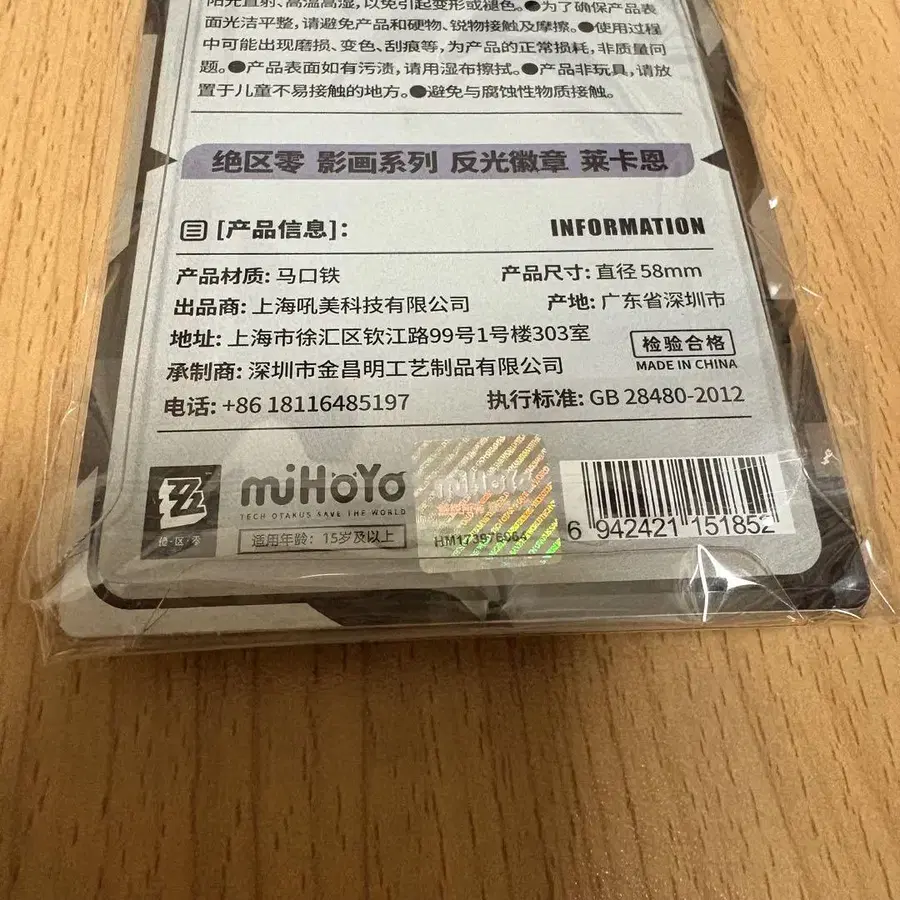 阳光直射、高温高湿，以免引起变形或褪色。●为了确保产品表
面光洁平整，请避免产品和硬物、锐物接触及摩擦。●使用过程
中可能出现磨损、变色、刮痕等，为产品的正常损耗，非质量问
题。●产品表面如有污渍，请用湿布擦拭。●产品非玩具，请放
置于儿童不易接触的地方。●避免与腐蚀性物质接触。
绝区零 影画系列 反光徽章 莱卡恩
[产品信息]： INFORMATION
产品材质: 马口铁 产品尺寸: 直径 58mm
出品商: 上海吼美科技有限公司 产地: 广东省深圳市
地址: 上海市徐汇区钦江路99号1号楼303室
检验合格
承制商: 深圳市金昌明工艺制品有限公司 MADE IN CHINA
电话: +86 18116485197 执行标准: GB 28480-2012
miHoYo
TECH OTAKUS SAVE THE WORLD
绝·区·零
适用年龄：15岁及以上
miHoYo
6 942421 151852